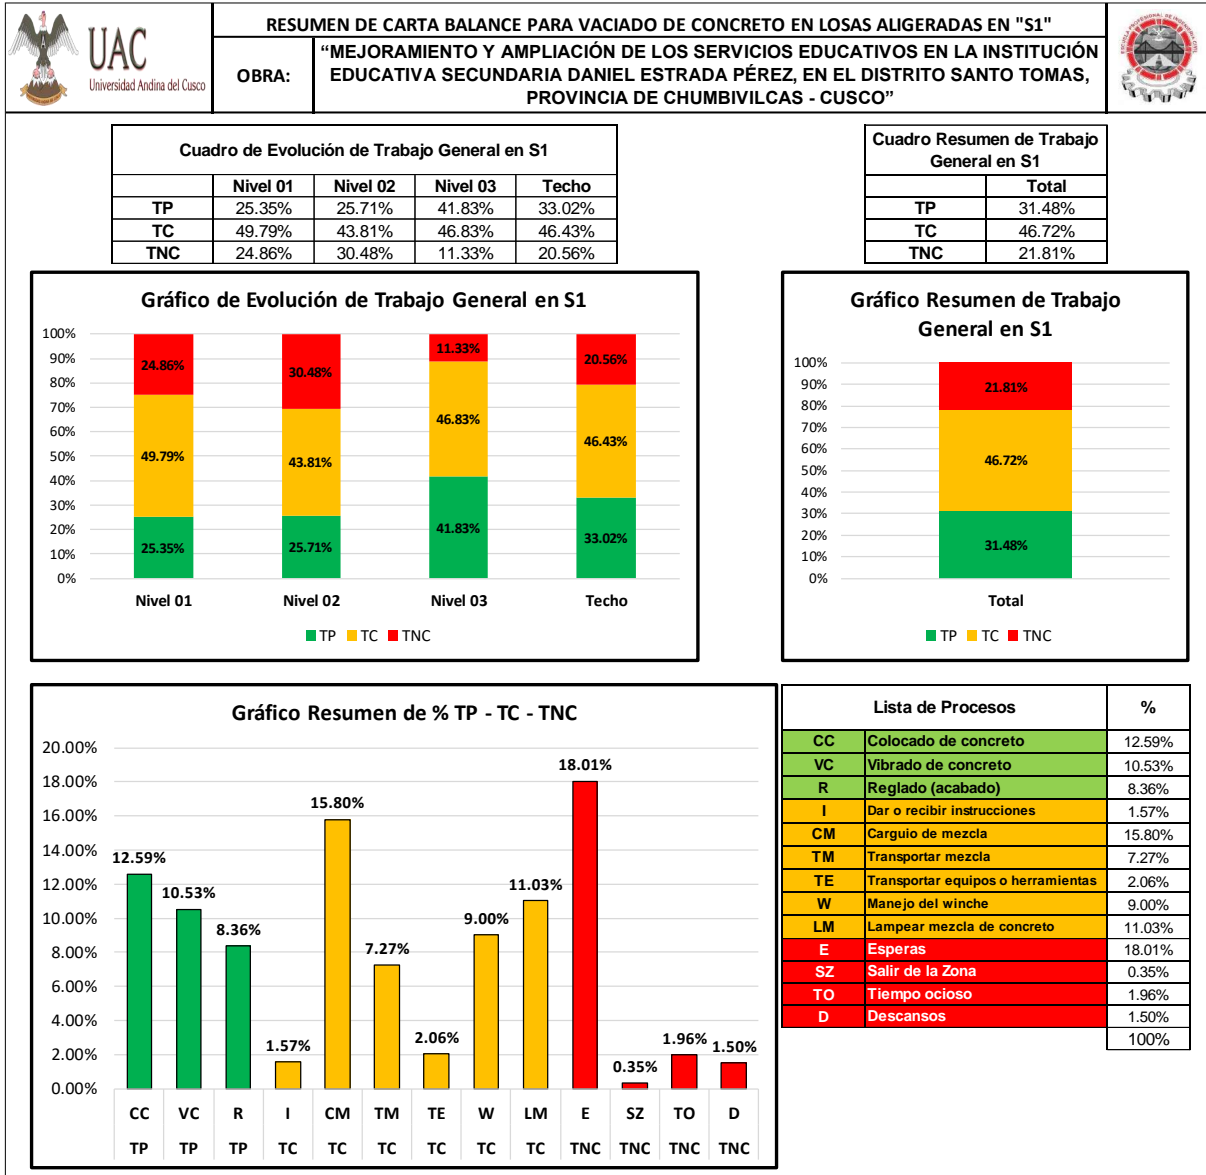 UAC
Universidad Andina del Cusco
RESUMEN DE CARTA BALANCE PARA VACIADO DE CONCRETO EN LOSAS ALIGERADAS EN "S1"
OBRA:
“MEJORAMIENTO Y AMPLIACIÓN DE LOS SERVICIOS EDUCATIVOS EN LA INSTITUCIÓN
EDUCATIVA SECUNDARIA DANIEL ESTRADA PÉREZ, EN EL DISTRITO SANTO TOMAS,
PROVINCIA DE CHUMBIVILCAS - CUSCO”
Cuadro de Evolución de Trabajo General en S1
Nivel 01 Nivel 02 Nivel 03 Techo
TP 25.35% 25.71% 41.83% 33.02%
TC 49.79% 43.81% 46.83% 46.43%
TNC 24.86% 30.48% 11.33% 20.56%
Cuadro Resumen de Trabajo
General en S1
Total
TP 31.48%
TC 46.72%
TNC 21.81%
Gráfico de Evolución de Trabajo General en S1
100%
90%
80%
70%
60%
50%
40%
30%
20%
10%
0%
24.86% 30.48% 11.33% 20.56%
49.79% 43.81% 46.83% 46.43%
25.35% 25.71% 41.83% 33.02%
Nivel 01 Nivel 02 Nivel 03 Techo
TP TC TNC
Gráfico Resumen de Trabajo
General en S1
100%
90%
80%
70%
60%
50%
40%
30%
20%
10%
0%
21.81%
46.72%
31.48%
Total
TP TC TNC
Gráfico Resumen de % TP - TC - TNC
20.00%
18.00%
16.00%
14.00%
12.00%
10.00%
8.00%
6.00%
4.00%
2.00%
0.00%
12.59% 10.53% 8.36% 1.57% 15.80% 7.27% 2.06% 9.00% 11.03% 18.01% 0.35% 1.96% 1.50%
CC VC R I CM TM TE W LM E SZ TO D
TP TP TP TC TC TC TC TC TC TNC TNC TNC TNC
Lista de Procesos %
CC Colocado de concreto 12.59%
VC Vibrado de concreto 10.53%
R Reglado (acabado) 8.36%
I Dar o recibir instrucciones 1.57%
CM Carguio de mezcla 15.80%
TM Transportar mezcla 7.27%
TE Transportar equipos o herramientas 2.06%
W Manejo del winche 9.00%
LM Lampear mezcla de concreto 11.03%
E Esperas 18.01%
SZ Salir de la Zona 0.35%
TO Tiempo ocioso 1.96%
D Descansos 1.50%
100%